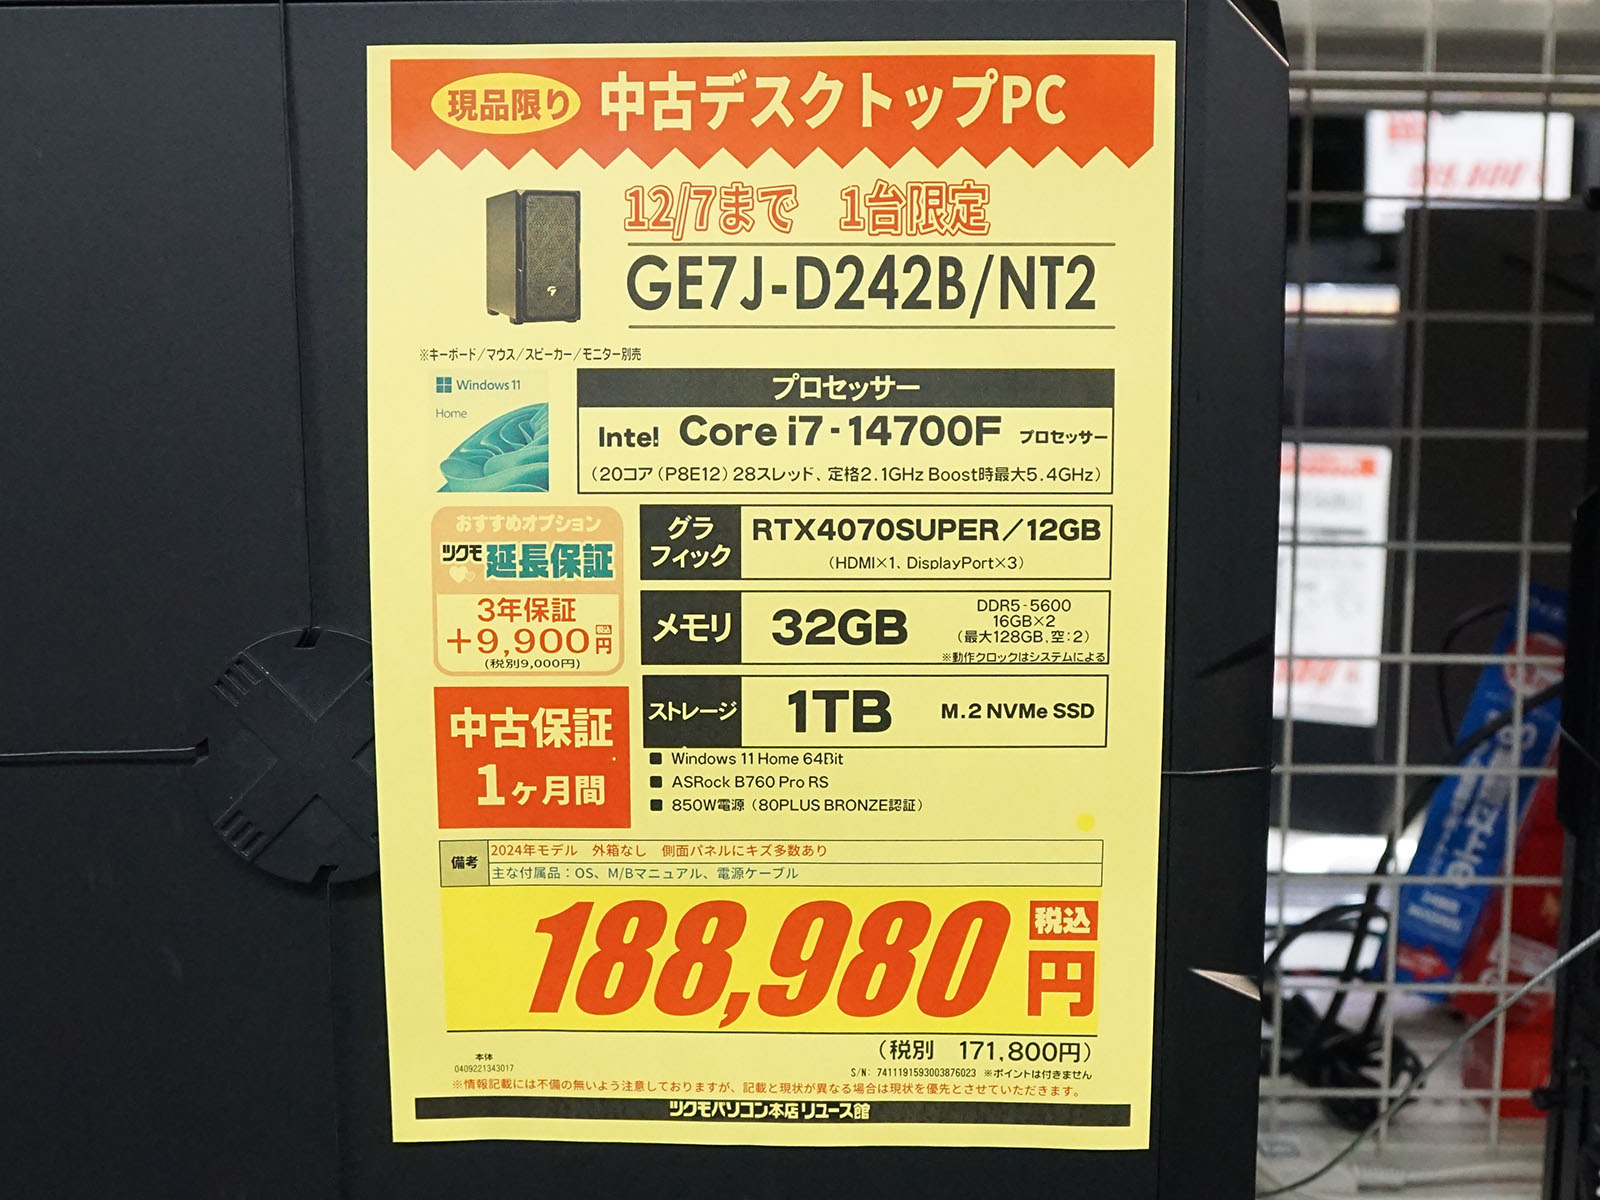 現品限り 中古デスクトップPC
12/7まで 1台限定
GE7J-D242B/NT2
※キーボード/マウス/スピーカー/モニター別売
Windows 11
Home
プロセッサー
Intel Core i7-14700F プロセッサー
(20コア(P8E12)28スレッド、定格2.1GHz Boost時最大5.4GHz)
おすすめオプション
ツクモ 延長保証
3年保証
+9,900円 税込
(税別9,000円)
グラフィック
RTX4070SUPER/12GB
(HDMI×1、DisplayPort×3)
メモリ 32GB
DDR5-5600
16GB×2
(最大128GB,空:2)
※動作クロックはシステムによる
中古保証
1ヶ月間
ストレージ 1TB M.2 NVMe SSD
■ Windows 11 Home 64Bit
■ ASRock B760 Pro RS
■ 850W電源(80PLUS BRONZE認証)
備考
2024年モデル 外箱なし 側面パネルにキズ多数あり
主な付属品:OS、M/Bマニュアル、電源ケーブル
188,980円 税込
(税別 171,800円)
本体
0409221343017
S/N: 7411191593003876023 ※ポイントは付きません
※情報記載には不備の無いよう注意しておりますが、記載と現状が異なる場合は現状を優先とさせていただきます。
ツクモパソコン本店リユース館